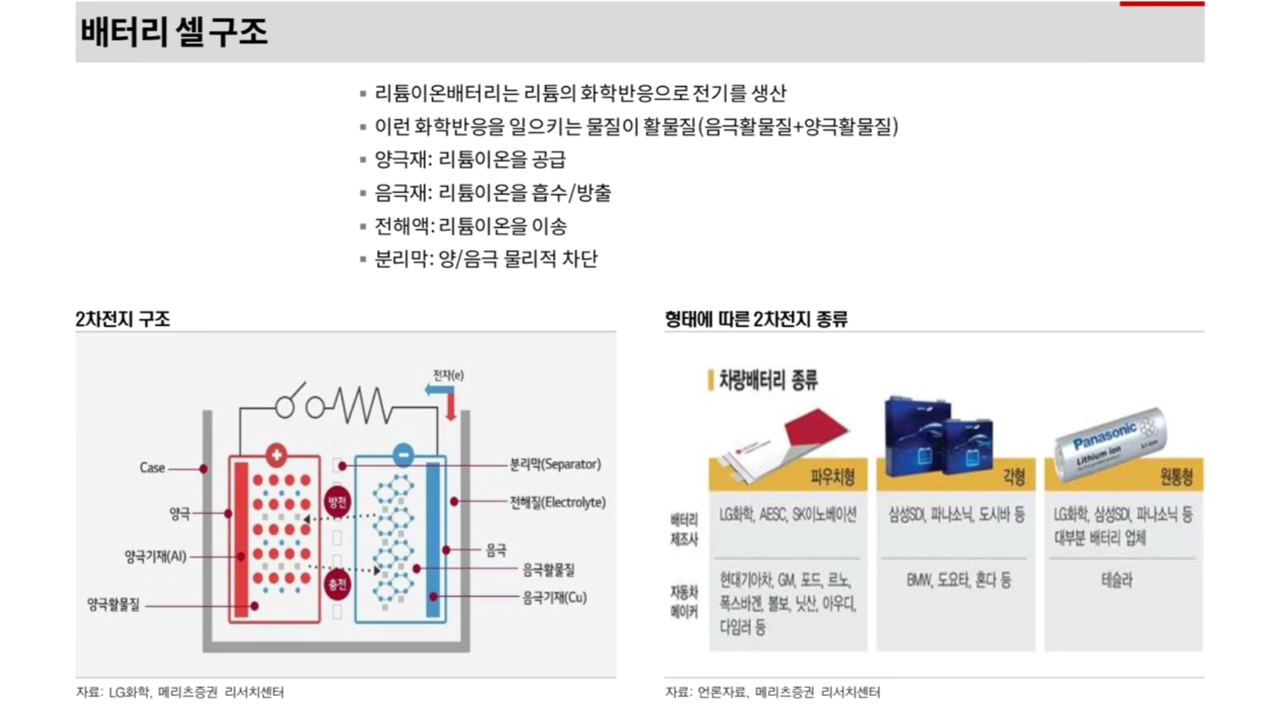 배터리 셀 구조
리튬이온배터리는 리튬의 화학반응으로 전기를 생산
이런 화학반응을 일으키는 물질이 활물질(음극활물질+양극활물질)
양극재: 리튬이온을 공급
음극재: 리튬이온을 흡수/방출
전해액: 리튬이온을 이송
분리막: 양/음극 물리적 차단
2차전지 구조
전자(e)
Case
양극
양극기재(Al)
양극활물질
+
−
방전
충전
분리막(Separator)
전해질(Electrolyte)
음극
음극활물질
음극기재(Cu)
자료: LG화학, 메리츠증권 리서치센터
형태에 따른 2차전지 종류
차량배터리 종류
Panasonic
Lithium ion
Li-ion
파우치형
각형
원통형
배터리
제조사
LG화학, AESC, SK이노베이션
삼성SDI, 파나소닉, 도시바 등
LG화학, 삼성SDI, 파나소닉 등
대부분 배터리 업체
자동차
메이커
현대기아차, GM, 포드, 르노,
폭스바겐, 볼보, 닛산, 아우디,
다임러 등
BMW, 도요타, 혼다 등
테슬라
자료: 언론자료, 메리츠증권 리서치센터